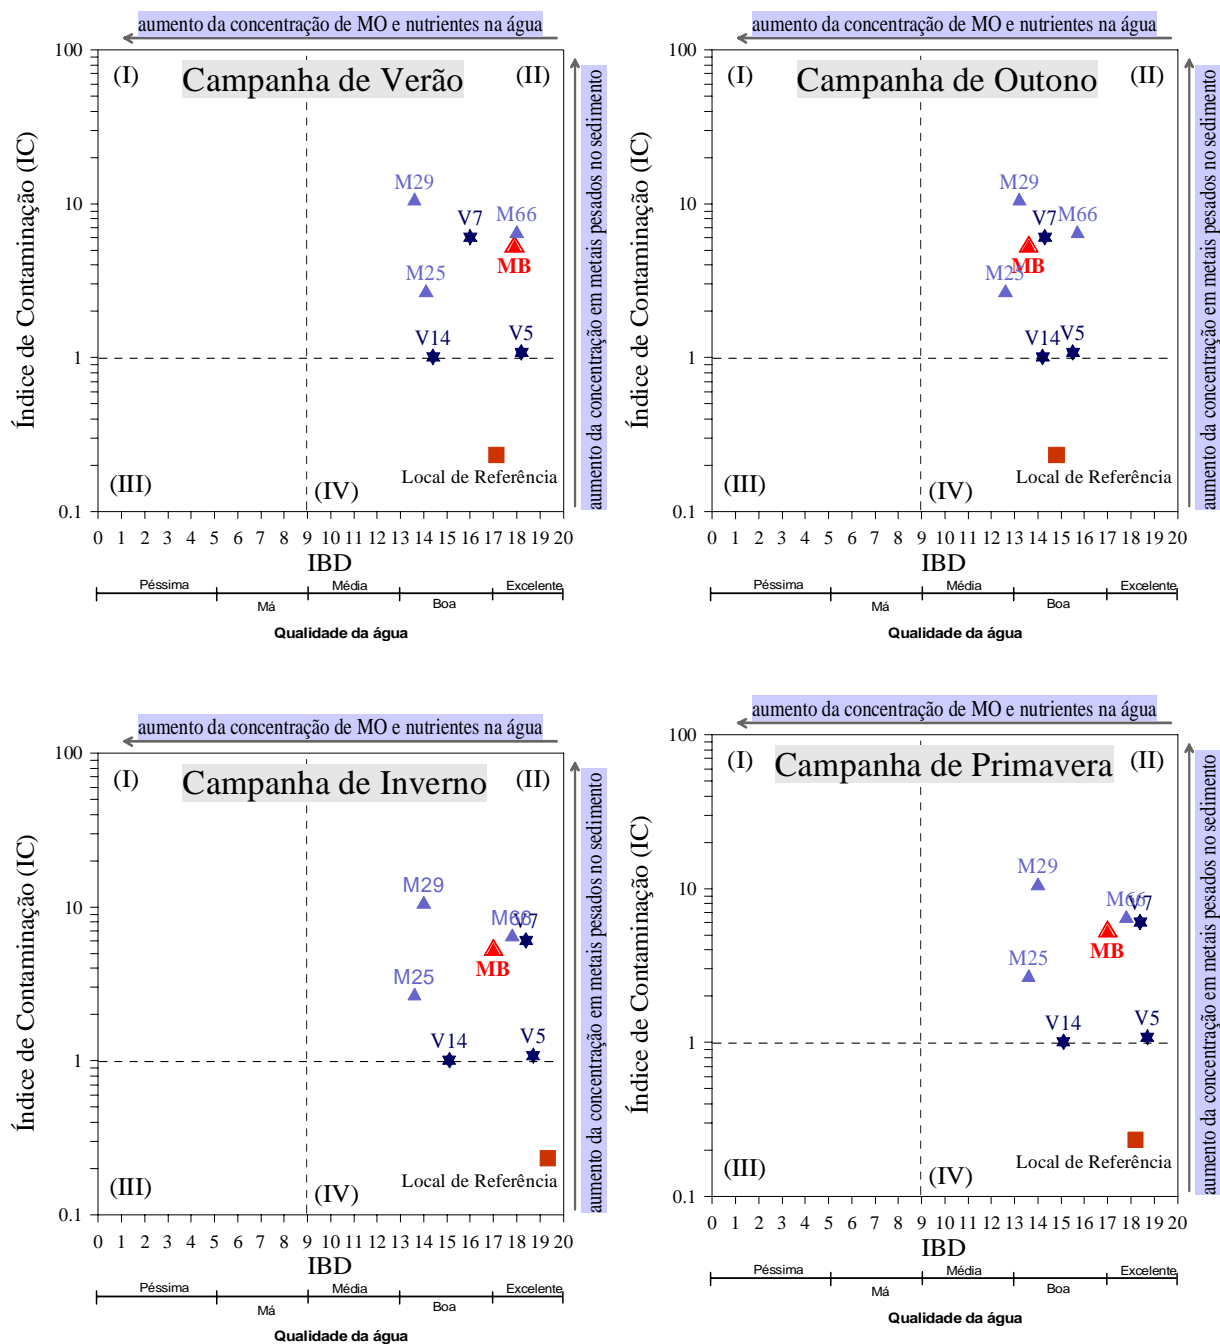 aumento da concentração de MO e nutrientes na água
100
(I)
Campanha de Verão
(II)
M29
10
V7
M66
MB
M25
V14
V5
1
Local de Referência
(III)
(IV)
0.1
0 1 2 3 4 5 6 7 8 9 10 11 12 13 14 15 16 17 18 19 20
IBD
Índice de Contaminação (IC)
aumento da concentração em metais pesados no sedimento
Péssima
Má
Média
Boa
Excelente
Qualidade da água
aumento da concentração de MO e nutrientes na água
100
(I)
Campanha de Outono
(II)
M29
10
V7
M66
MB
M25
V14
V5
1
Local de Referência
(III)
(IV)
0.1
0 1 2 3 4 5 6 7 8 9 10 11 12 13 14 15 16 17 18 19 20
IBD
Índice de Contaminação (IC)
aumento da concentração em metais pesados no sedimento
Péssima
Má
Média
Boa
Excelente
Qualidade da água
aumento da concentração de MO e nutrientes na água
100
(I)
Campanha de Inverno
(II)
M29
10
M66
V7
MB
M25
V14
V5
1
Local de Referência
(III)
(IV)
0.1
0 1 2 3 4 5 6 7 8 9 10 11 12 13 14 15 16 17 18 19 20
IBD
Índice de Contaminação (IC)
aumento da concentração em metais pesados no sedimento
Péssima
Má
Média
Boa
Excelente
Qualidade da água
aumento da concentração de MO e nutrientes na água
100
(I)
Campanha de Primavera
(II)
M29
10
M66
V7
MB
M25
V14
V5
1
Local de Referência
(III)
(IV)
0.1
0 1 2 3 4 5 6 7 8 9 10 11 12 13 14 15 16 17 18 19 20
IBD
Índice de Contaminação (IC)
aumento da concentração em metais pesados no sedimento
Péssima
Má
Média
Boa
Excelente
Qualidade da água